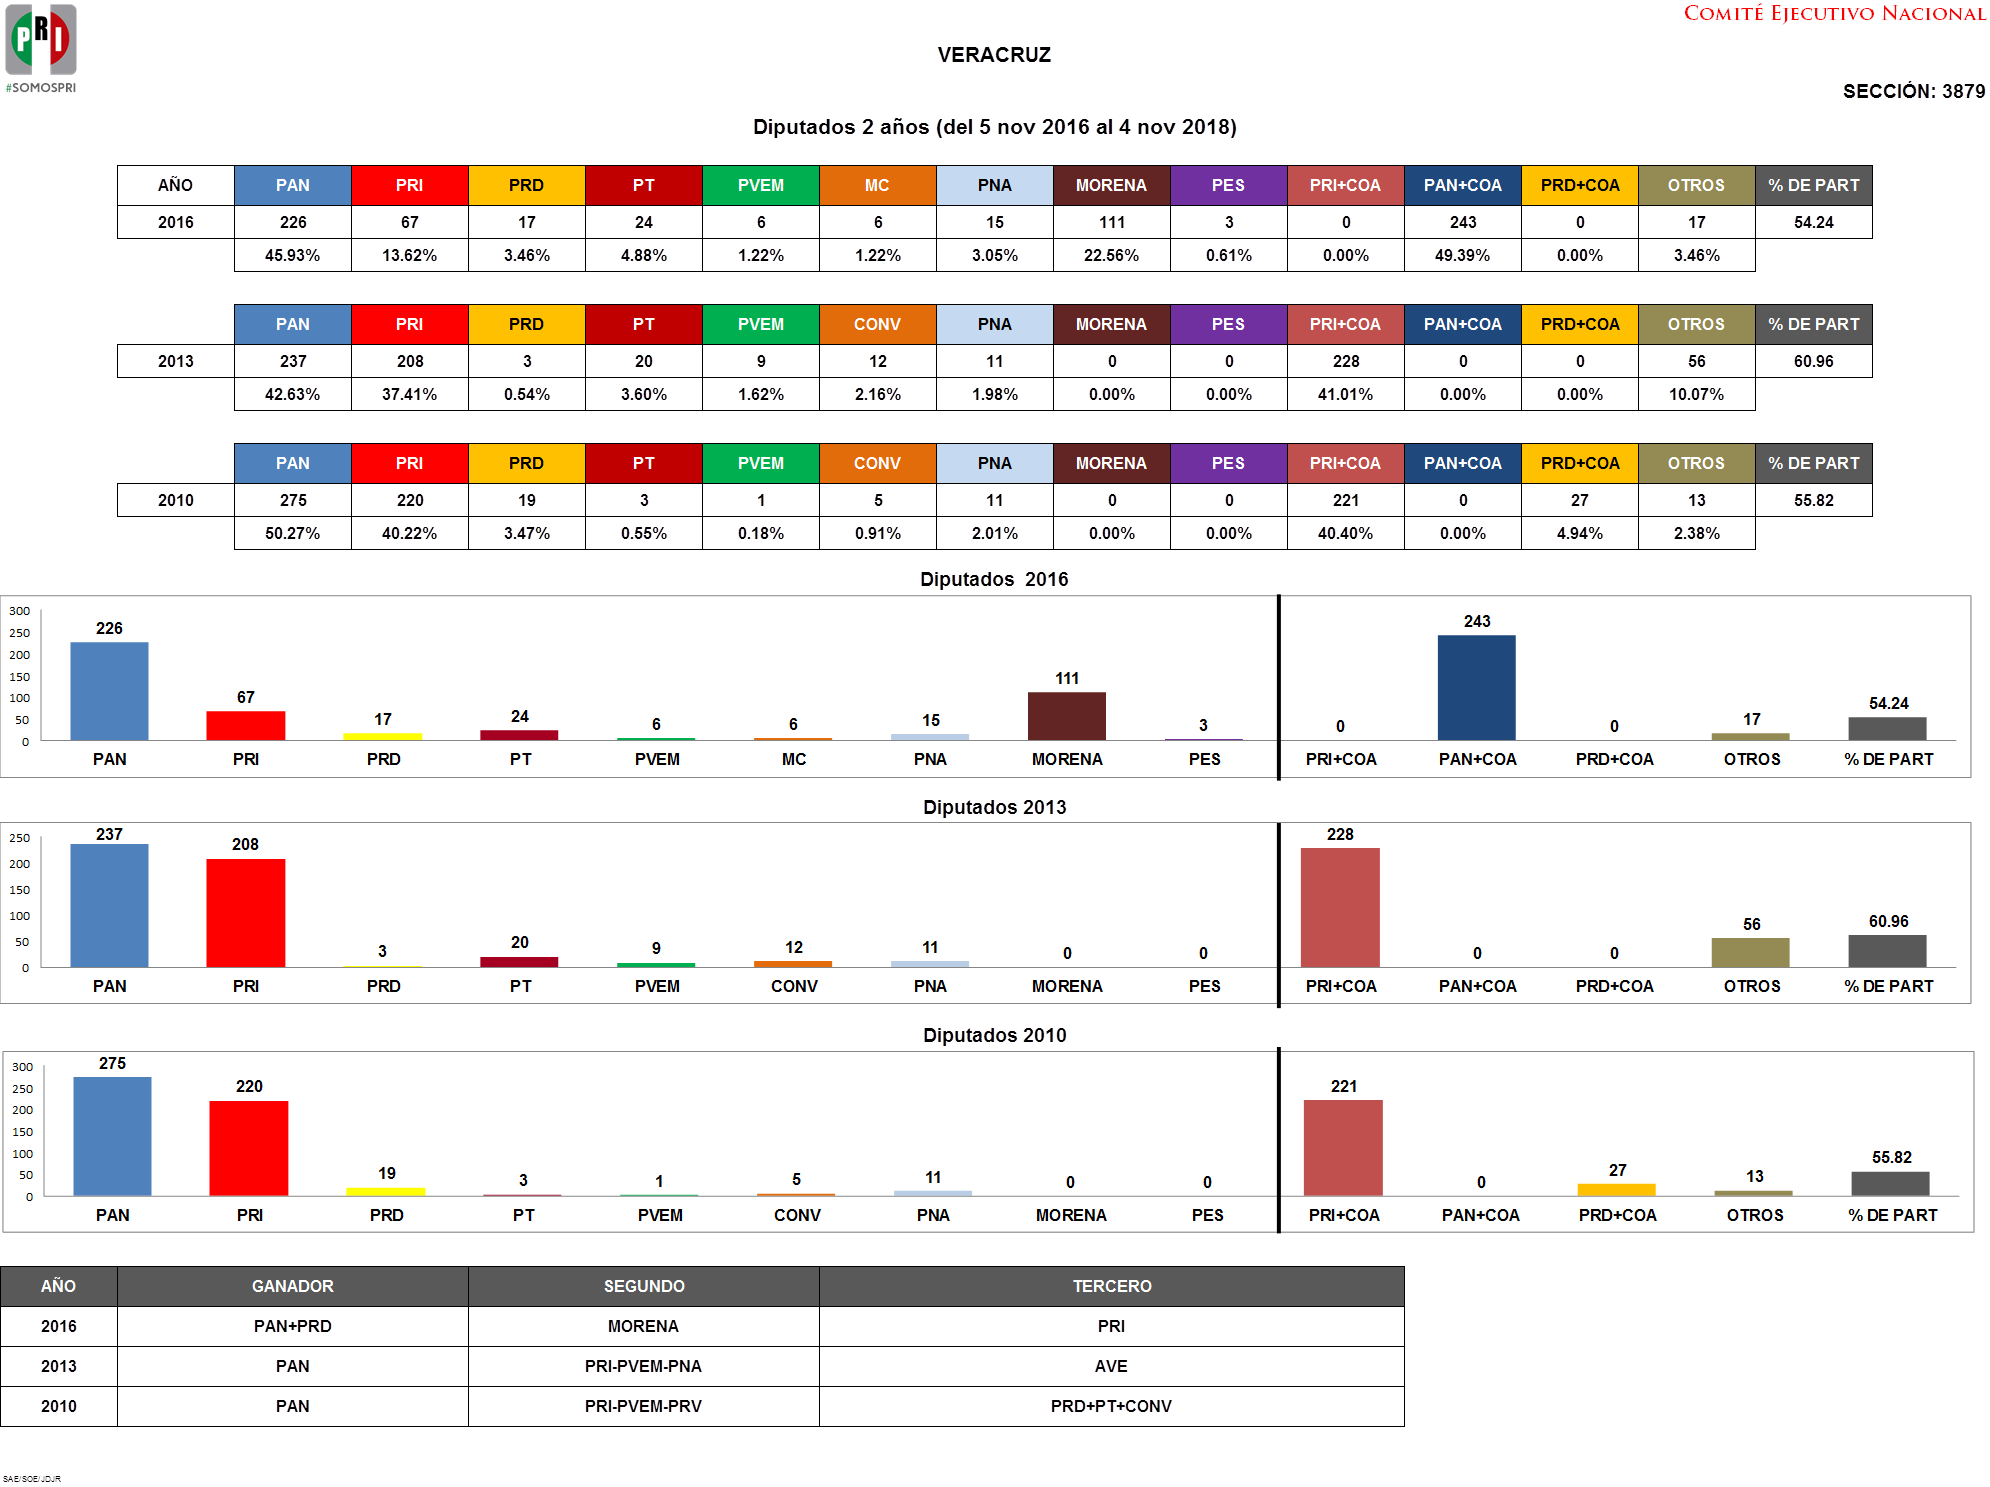 PRI
#SOMOSPRI
COMITÉ EJECUTIVO NACIONAL
VERACRUZ
SECCIÓN: 3879
Diputados 2 años (del 5 nov 2016 al 4 nov 2018)
AÑO PAN PRI PRD PT PVEM MC PNA MORENA PES PRI+COA PAN+COA PRD+COA OTROS % DE PART
2016 226 67 17 24 6 6 15 111 3 0 243 0 17 54.24
45.93% 13.62% 3.46% 4.88% 1.22% 1.22% 3.05% 22.56% 0.61% 0.00% 49.39% 0.00% 3.46%
PAN PRI PRD PT PVEM CONV PNA MORENA PES PRI+COA PAN+COA PRD+COA OTROS % DE PART
2013 237 208 3 20 9 12 11 0 0 228 0 0 56 60.96
42.63% 37.41% 0.54% 3.60% 1.62% 2.16% 1.98% 0.00% 0.00% 41.01% 0.00% 0.00% 10.07%
PAN PRI PRD PT PVEM CONV PNA MORENA PES PRI+COA PAN+COA PRD+COA OTROS % DE PART
2010 275 220 19 3 1 5 11 0 0 221 0 27 13 55.82
50.27% 40.22% 3.47% 0.55% 0.18% 0.91% 2.01% 0.00% 0.00% 40.40% 0.00% 4.94% 2.38%
Diputados 2016
300
250
200
150
100
50
0
226 67 17 24 6 6 15 111 3 0 243 0 17 54.24
PAN PRI PRD PT PVEM MC PNA MORENA PES PRI+COA PAN+COA PRD+COA OTROS % DE PART
Diputados 2013
250
200
150
100
50
0
237 208 3 20 9 12 11 0 0 228 0 0 56 60.96
PAN PRI PRD PT PVEM CONV PNA MORENA PES PRI+COA PAN+COA PRD+COA OTROS % DE PART
Diputados 2010
300
250
200
150
100
50
0
275 220 19 3 1 5 11 0 0 221 0 27 13 55.82
PAN PRI PRD PT PVEM CONV PNA MORENA PES PRI+COA PAN+COA PRD+COA OTROS % DE PART
AÑO GANADOR SEGUNDO TERCERO
2016 PAN+PRD MORENA PRI
2013 PAN PRI-PVEM-PNA AVE
2010 PAN PRI-PVEM-PRV PRD+PT+CONV
SAE/SOE/JDJR